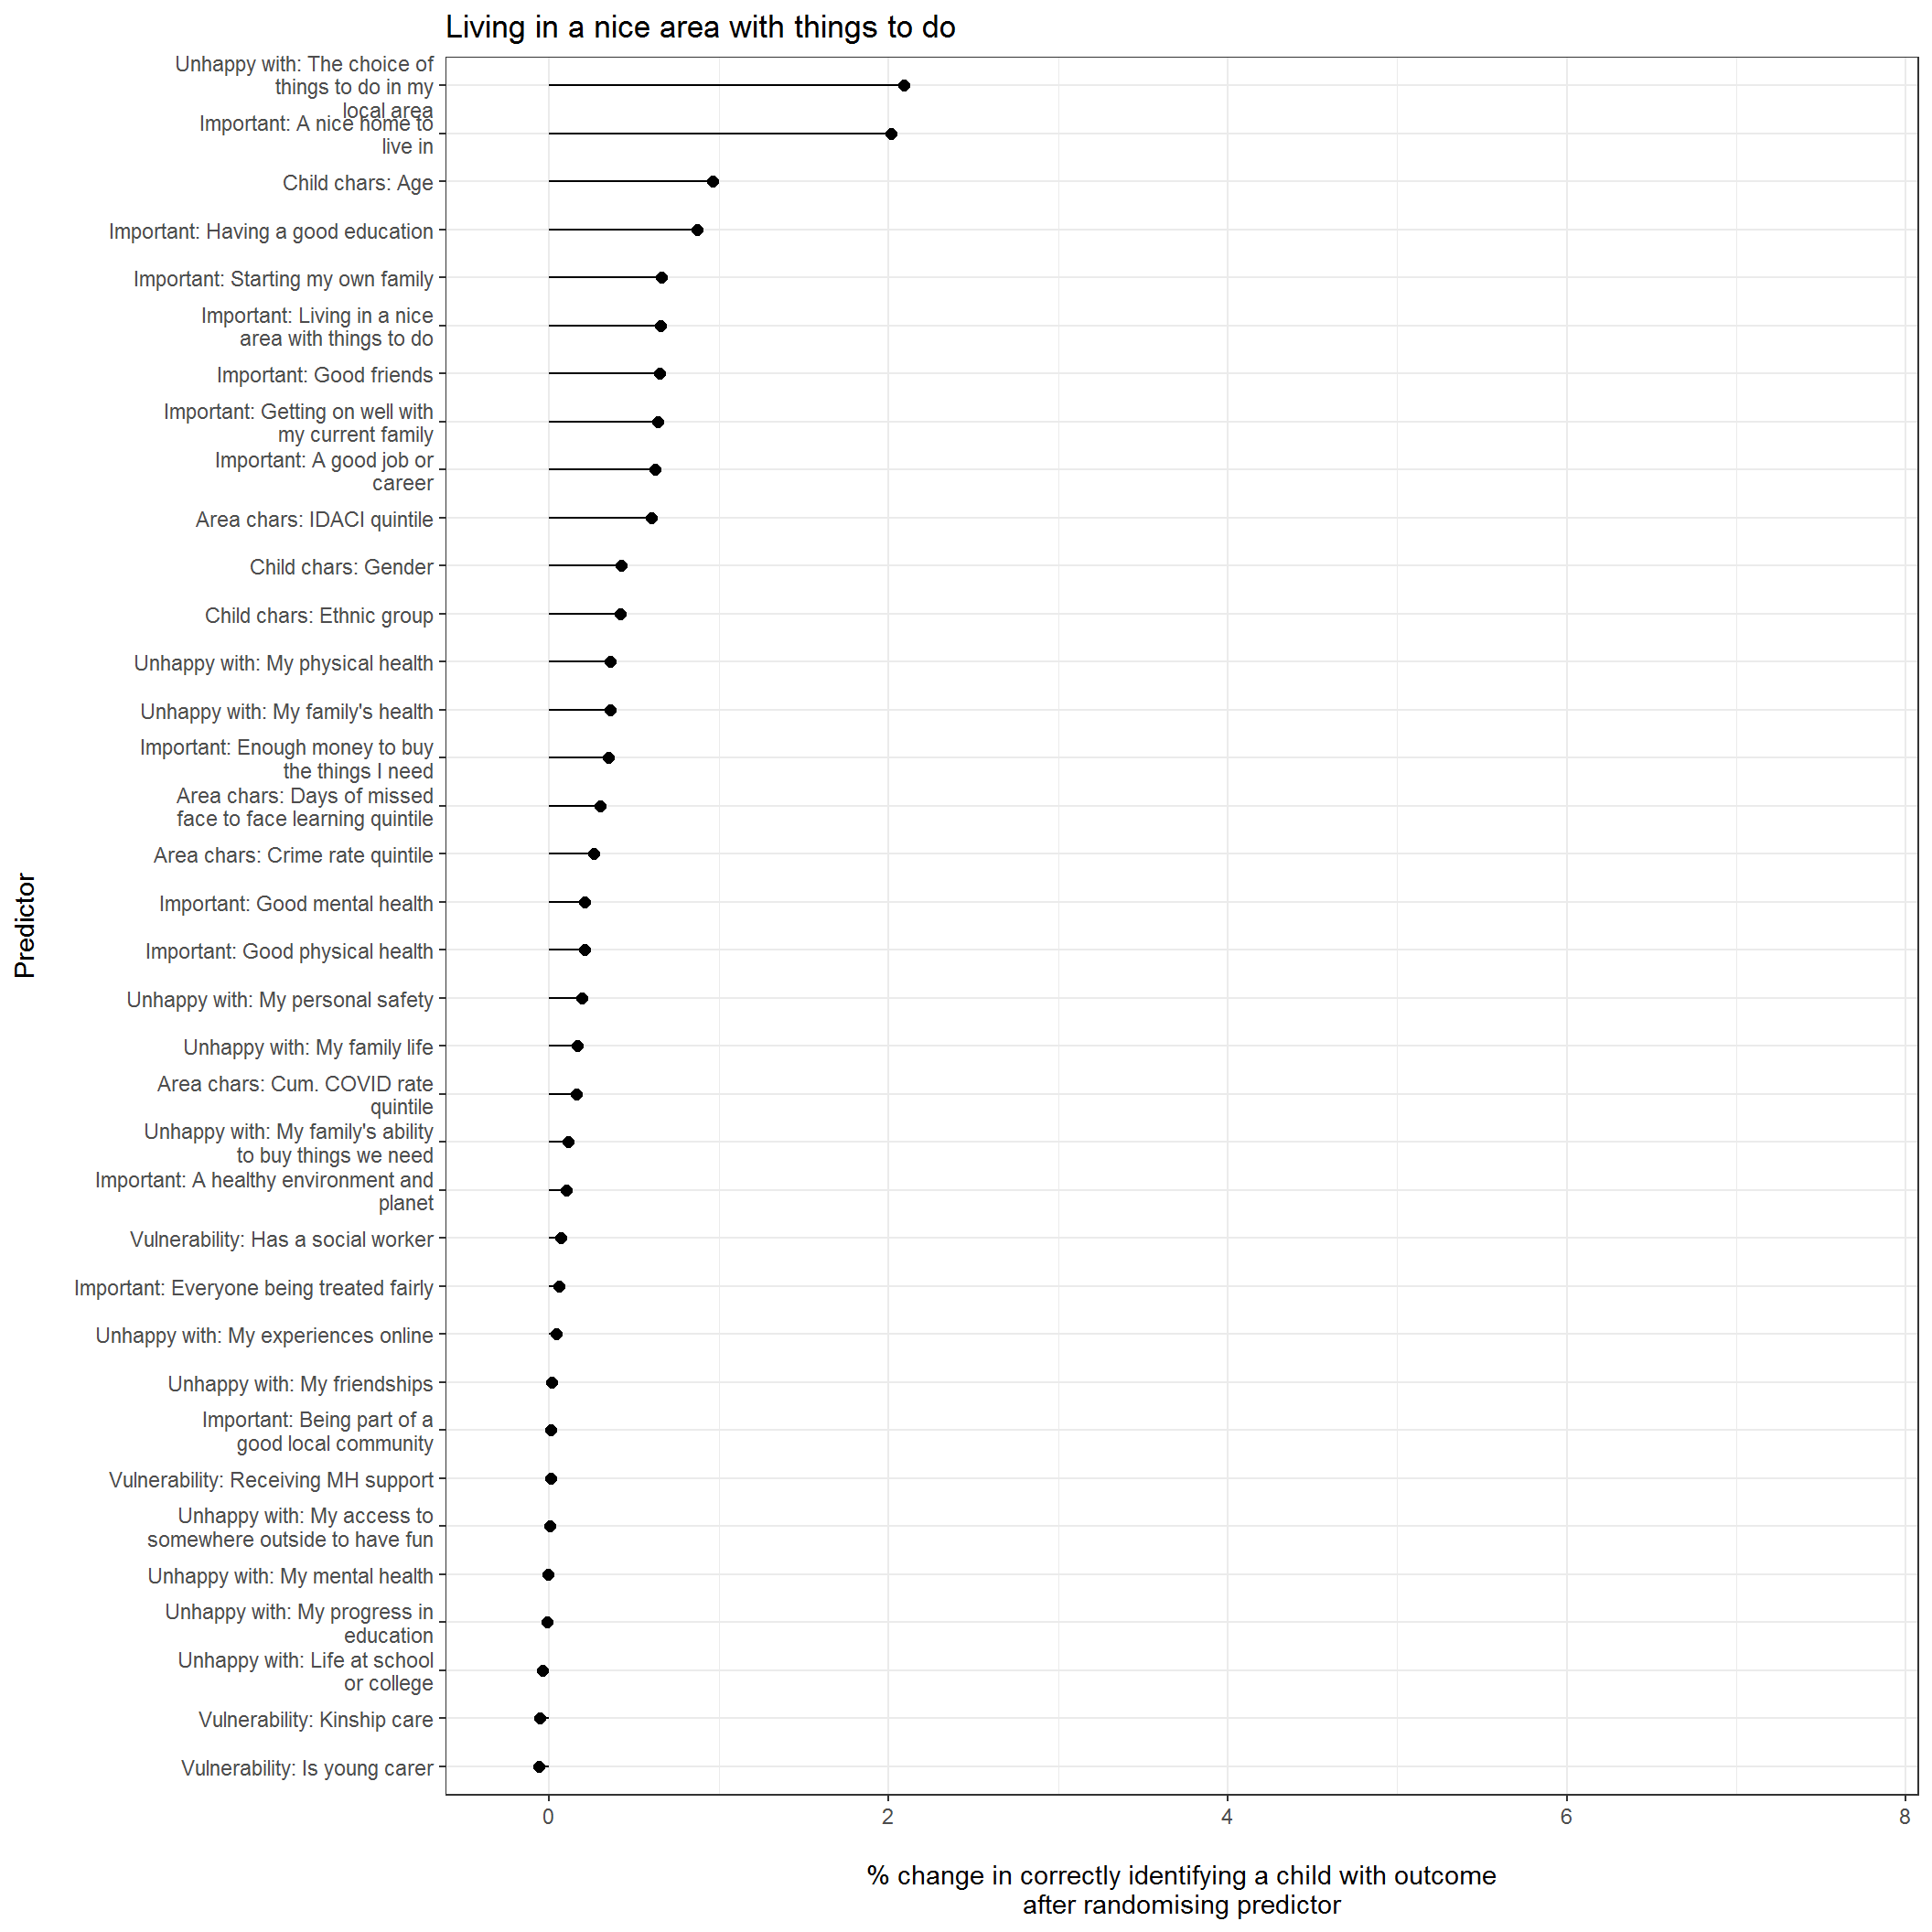 Living in a nice area with things to do
Unhappy with: The choice of
things to do in my
local area
Important: A nice home to
live in
Child chars: Age
Important: Having a good education
Important: Starting my own family
Important: Living in a nice
area with things to do
Important: Good friends
Important: Getting on well with
my current family
Important: A good job or
career
Area chars: IDACI quintile
Child chars: Gender
Child chars: Ethnic group
Unhappy with: My physical health
Unhappy with: My family's health
Important: Enough money to buy
the things I need
Area chars: Days of missed
face to face learning quintile
Area chars: Crime rate quintile
Important: Good mental health
Important: Good physical health
Unhappy with: My personal safety
Unhappy with: My family life
Area chars: Cum. COVID rate
quintile
Unhappy with: My family's ability
to buy things we need
Important: A healthy environment and
planet
Vulnerability: Has a social worker
Important: Everyone being treated fairly
Unhappy with: My experiences online
Unhappy with: My friendships
Important: Being part of a
good local community
Vulnerability: Receiving MH support
Unhappy with: My access to
somewhere outside to have fun
Unhappy with: My mental health
Unhappy with: My progress in
education
Unhappy with: Life at school
or college
Vulnerability: Kinship care
Vulnerability: Is young carer
Predictor
0 2 4 6 8
% change in correctly identifying a child with outcome
after randomising predictor